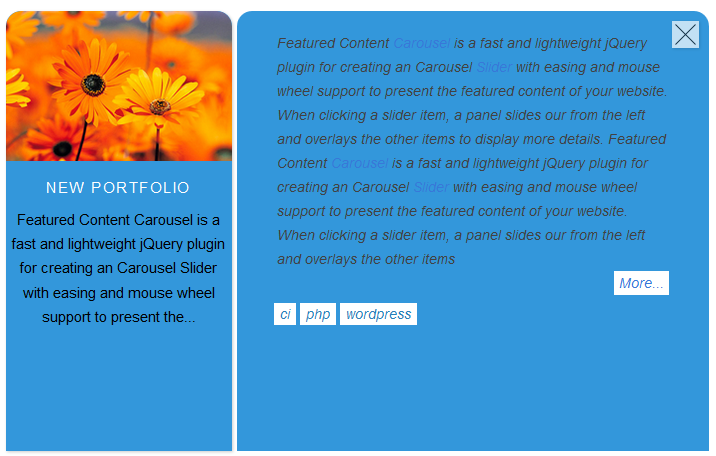 NEW PORTFOLIO
Featured Content Carousel is a
fast and lightweight jQuery plugin
for creating an Carousel Slider
with easing and mouse wheel
support to present the...
Featured Content Carousel is a fast and lightweight jQuery
plugin for creating an Carousel Slider with easing and mouse
wheel support to present the featured content of your website.
When clicking a slider item, a panel slides our from the left
and overlays the other items to display more details. Featured
Content Carousel is a fast and lightweight jQuery plugin for
creating an Carousel Slider with easing and mouse wheel
support to present the featured content of your website.
When clicking a slider item, a panel slides our from the left
and overlays the other items
More...
ci php wordpress